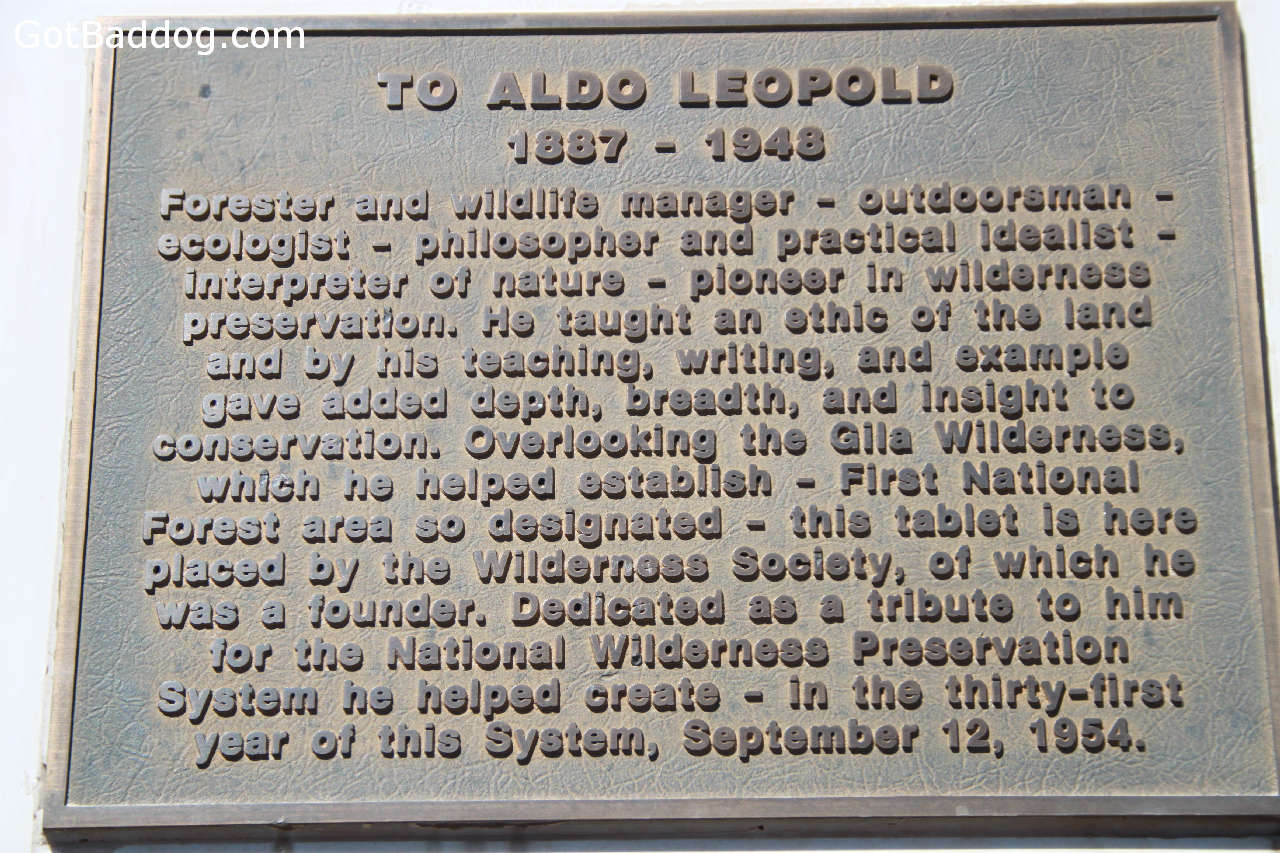 GotBaddog.com
TO ALDO LEOPOLD
1887 - 1948
Forester and wildlife manager - outdoorsman -
ecologist - philosopher and practical idealist -
interpreter of nature - pioneer in wilderness
preservation. He taught an ethic of the land
and by his teaching, writing, and example
gave added depth, breadth, and insight to
conservation. Overlooking the Gila Wilderness,
which he helped establish - First National
Forest area so designated - this tablet is here
placed by the Wilderness Society, of which he
was a founder. Dedicated as a tribute to him
for the National Wilderness Preservation
System he helped create - in the thirty-first
year of this System, September 12, 1954.